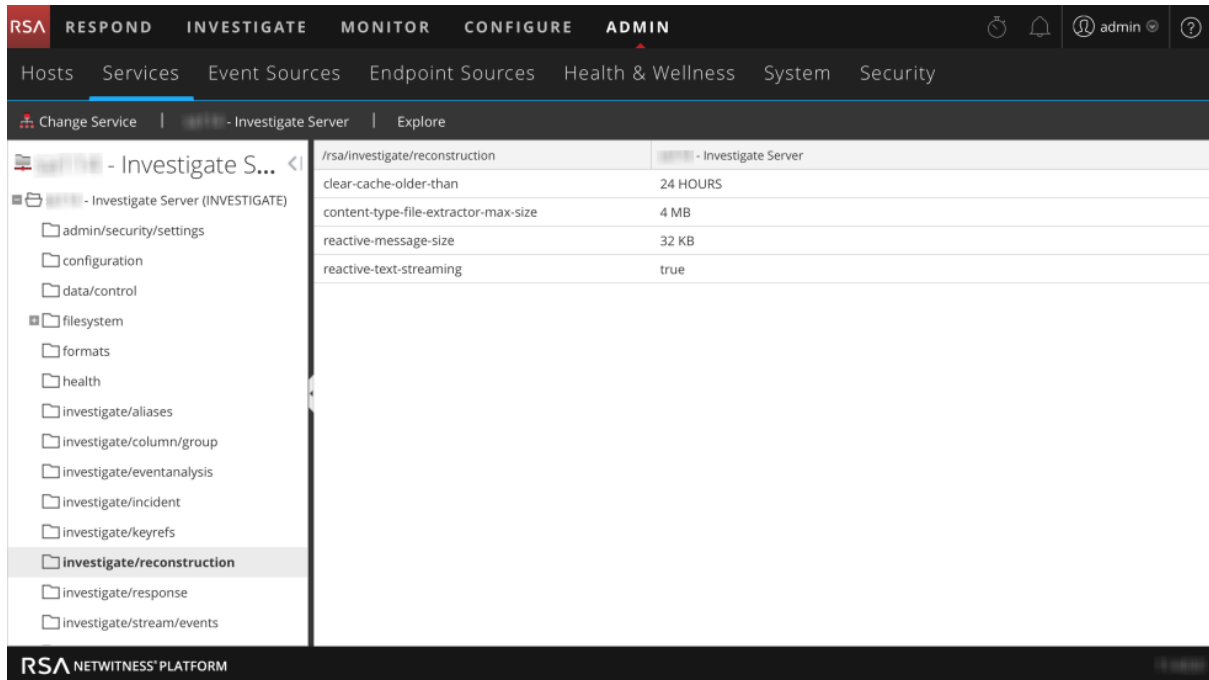 RSA RESPOND INVESTIGATE MONITOR CONFIGURE ADMIN admin ?
Hosts Services Event Sources Endpoint Sources Health & Wellness System Security
Change Service | - Investigate Server | Explore
- Investigate S...
- Investigate Server (INVESTIGATE)
admin/security/settings
configuration
data/control
filesystem
formats
health
investigate/aliases
investigate/column/group
investigate/eventanalysis
investigate/incident
investigate/keyrefs
investigate/reconstruction
investigate/response
investigate/stream/events
/rsa/investigate/reconstruction - Investigate Server
clear-cache-older-than 24 HOURS
content-type-file-extractor-max-size 4 MB
reactive-message-size 32 KB
reactive-text-streaming true
RSA NETWITNESS® PLATFORM